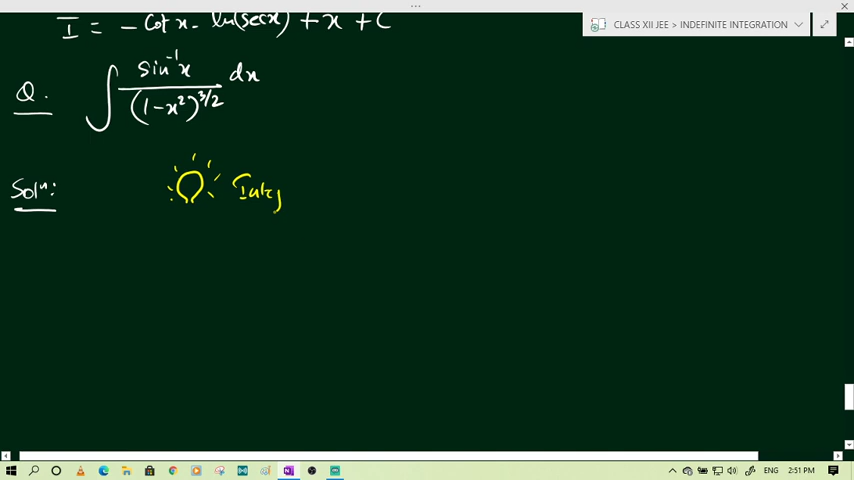 ...
I = - Cot x - ln(sec x) + x + C
CLASS XII JEE > INDEFINITE INTEGRATION
Q. ∫ sin⁻¹x / (1-x²)^3/2 dx
Solⁿ: Integ
ENG 2:51 PM